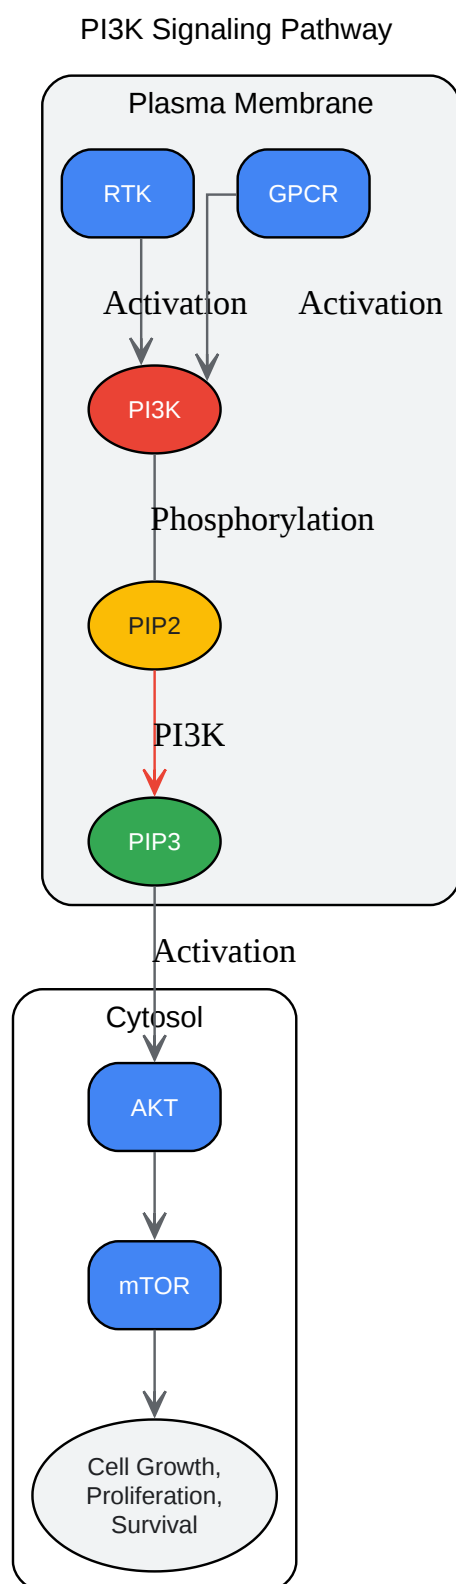 PI3K Signaling Pathway
Plasma Membrane
RTK
GPCR
Activation
Activation
PI3K
Phosphorylation
PIP2
PI3K
PIP3
Activation
Cytosol
AKT
mTOR
Cell Growth,
Proliferation,
Survival